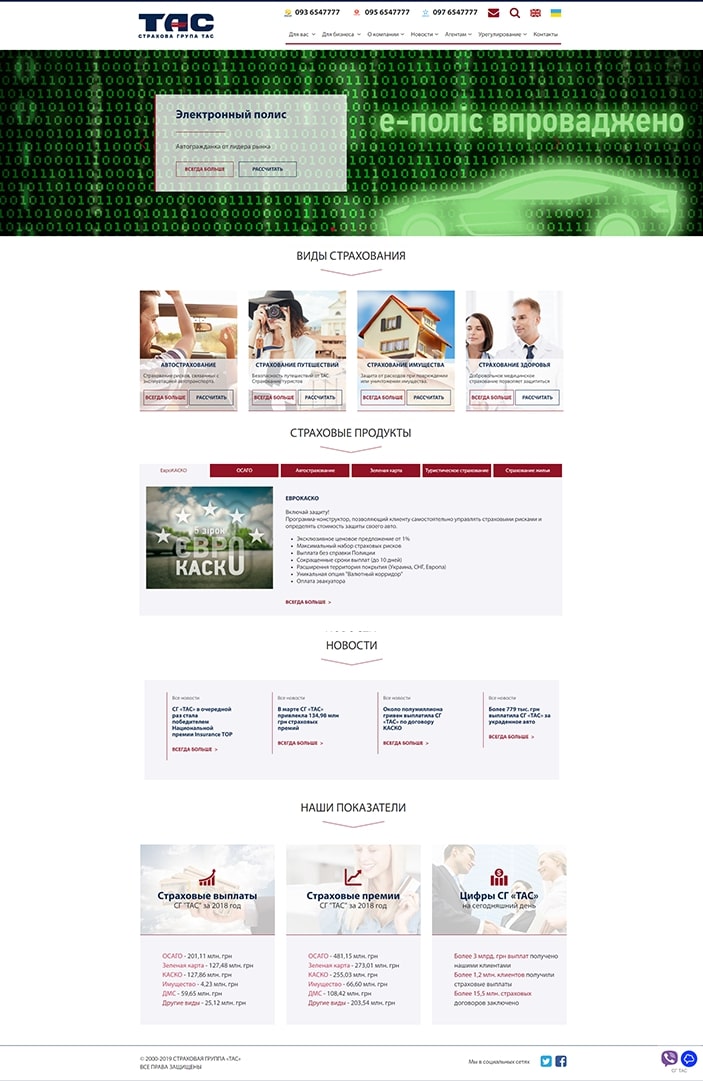 ТАС
СТРАХОВА ГРУПА ТАС
093 6547777
095 6547777
097 6547777
Для вас
Для бизнеса
О компании
Новости
Агентам
Урегулирование
Контакты
Электронный полис
Автогражданка от лидера рынка
ВСЕГДА БОЛЬШЕ
РАССЧИТАТЬ
е-поліс впроваджено
ВИДЫ СТРАХОВАНИЯ
АВТОСТРАХОВАНИЕ
Страхование рисков, связанных с
эксплуатацией автотранспорта.
ВСЕГДА БОЛЬШЕ
РАССЧИТАТЬ
СТРАХОВАНИЕ ПУТЕШЕСТВИЙ
Безопасность путешествий от ТАС.
Страхование туристов
ВСЕГДА БОЛЬШЕ
РАССЧИТАТЬ
СТРАХОВАНИЕ ИМУЩЕСТВА
Защита от расходов при повреждении
или уничтожении имущества.
ВСЕГДА БОЛЬШЕ
РАССЧИТАТЬ
СТРАХОВАНИЕ ЗДОРОВЬЯ
Добровольное медицинское
страхование позволяет защититься
ВСЕГДА БОЛЬШЕ
РАССЧИТАТЬ
СТРАХОВЫЕ ПРОДУКТЫ
ЕвроКАСКО
ОСАГО
Автострахование
Зеленая карта
Туристическое страхование
Страхование жилья
5 зірок
ЄВРО
КАСКО
ЕВРОКАСКО
Включай защиту!
Программа-конструктор, позволяющий клиенту самостоятельно управлять страховыми рисками и
определять стоимость защиты своего авто.
• Эксклюзивное ценовое предложение от 1%
• Максимальный набор страховых рисков
• Выплата без справки Полиции
• Сокращенные сроки выплат (до 10 дней)
• Расширения территория покрытия (Украина, СНГ, Европа)
• Уникальная опция "Валютный корридор"
• Оплата эвакуатора
ВСЕГДА БОЛЬШЕ >
НОВОСТИ
Все новости
СГ «ТАС» в очередной
раз стала
победителем
Национальной
премии Insurance TOP
ВСЕГДА БОЛЬШЕ >
Все новости
В марте СГ «ТАС»
привлекла 134,96 млн
грн страховых
премий
ВСЕГДА БОЛЬШЕ >
Все новости
Около полумиллиона
гривен выплатила СГ
«ТАС» по договору
КАСКО
ВСЕГДА БОЛЬШЕ >
Все новости
Более 779 тыс. грн
выплатила СГ «ТАС» за
украденное авто
ВСЕГДА БОЛЬШЕ >
НАШИ ПОКАЗАТЕЛИ
Страховые выплаты
СГ "ТАС" за 2018 год
ОСАГО - 201,11 млн. грн
Зеленая карта - 127,48 млн. грн
КАСКО - 127,86 млн. грн
Имущество - 4,23 млн. грн
ДМС - 59,65 млн. грн
Другие виды - 25,12 млн. грн
Страховые премии
СГ "ТАС" за 2018 год
ОСАГО - 481,15 млн. грн
Зеленая карта - 273,01 млн. грн
КАСКО - 255,03 млн. грн
Имущество - 66,60 млн. грн
ДМС - 108,42 млн. грн
Другие виды - 203,54 млн. грн
Цифры СГ «ТАС»
на сегодняшний день
Более 3 млрд. грн выплат получено
нашими клиентами
Более 1,2 млн. клиентов получили
страховые выплаты
Более 15,5 млн. страховых
договоров заключено
© 2000-2019 СТРАХОВАЯ ГРУППА «ТАС»
ВСЕ ПРАВА ЗАЩИЩЕНЫ
Мы в социальных сетях
СГ ТАС